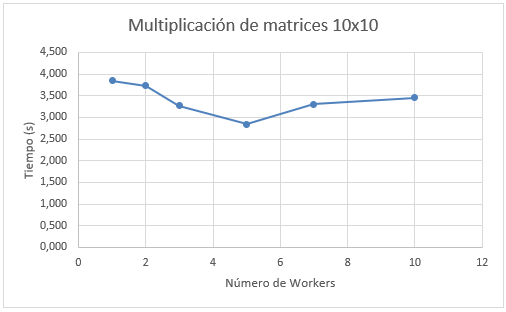 Multiplicación de matrices 10x10
4,500
4,000
3,500
3,000
2,500
2,000
1,500
1,000
0,500
0,000
Tiempo (s)
0 2 4 6 8 10 12
Número de Workers